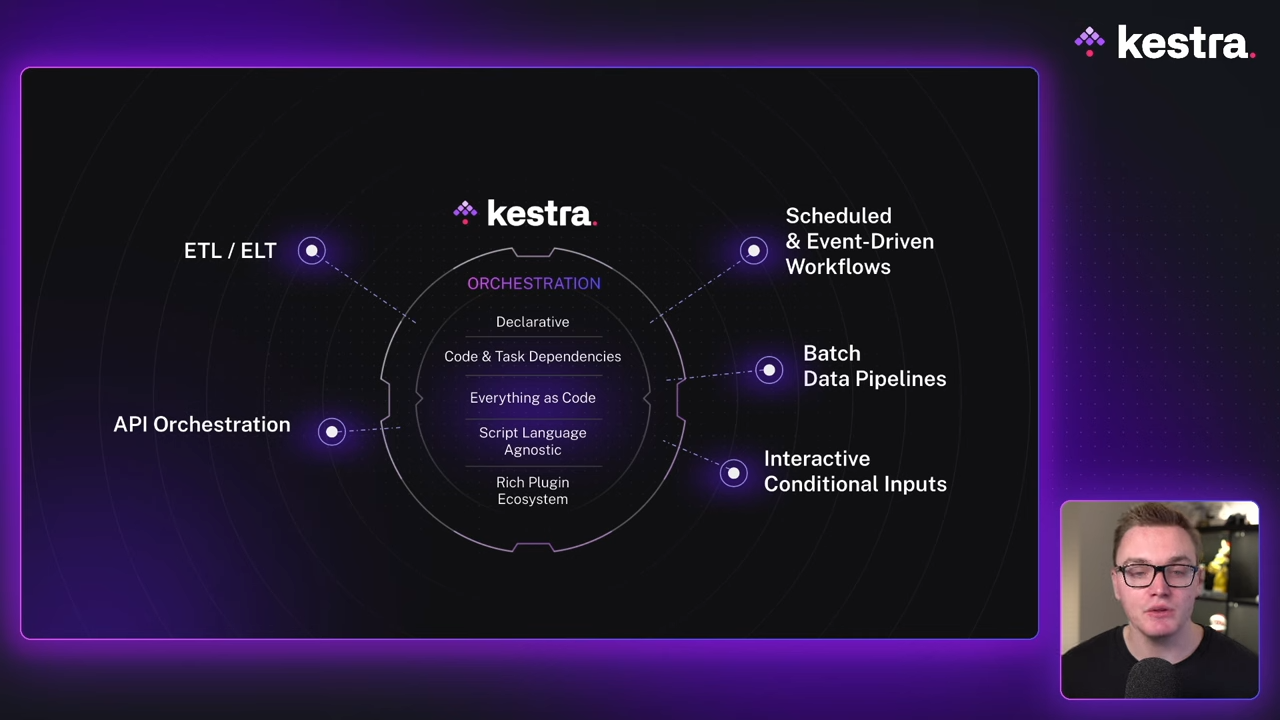 kestra.
kestra.
ORCHESTRATION
Declarative
Code & Task Dependencies
Everything as Code
Script Language
Agnostic
Rich Plugin
Ecosystem
ETL / ELT
API Orchestration
Scheduled
& Event-Driven
Workflows
Batch
Data Pipelines
Interactive
Conditional Inputs